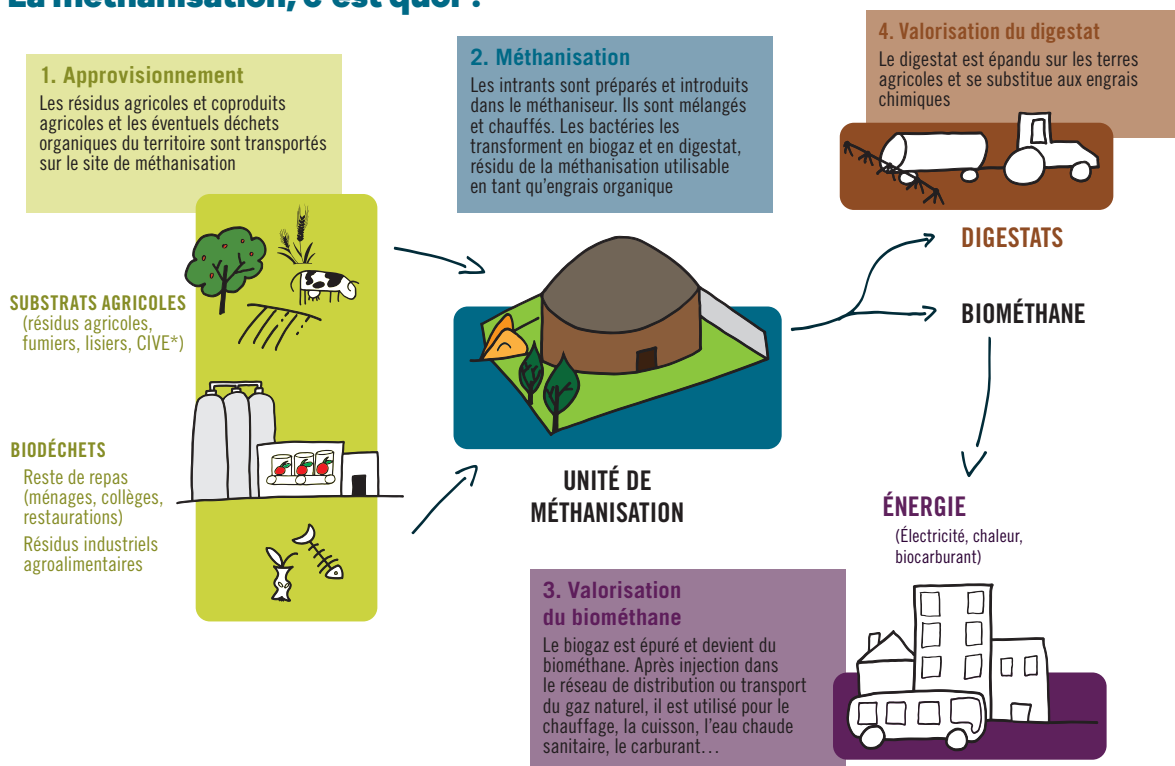 La méthanisation, c'est quoi ?
1. Approvisionnement
Les résidus agricoles et coproduits
agricoles et les éventuels déchets
organiques du territoire sont transportés
sur le site de méthanisation
2. Méthanisation
Les intrants sont préparés et introduits
dans le méthaniseur. Ils sont mélangés
et chauffés. Les bactéries les
transforment en biogaz et en digestat,
résidu de la méthanisation utilisable
en tant qu'engrais organique
4. Valorisation du digestat
Le digestat est épandu sur les terres
agricoles et se substitue aux engrais
chimiques
SUBSTRATS AGRICOLES
(résidus agricoles,
fumiers, lisiers, CIVE*)
BIODÉCHETS
Reste de repas
(ménages, collèges,
restaurations)
Résidus industriels
agroalimentaires
UNITÉ DE
MÉTHANISATION
DIGESTATS
BIOMÉTHANE
ÉNERGIE
(Électricité, chaleur,
biocarburant)
3. Valorisation
du biométhane
Le biogaz est épuré et devient du
biométhane. Après injection dans
le réseau de distribution ou transport
du gaz naturel, il est utilisé pour le
chauffage, la cuisson, l'eau chaude
sanitaire, le carburant…